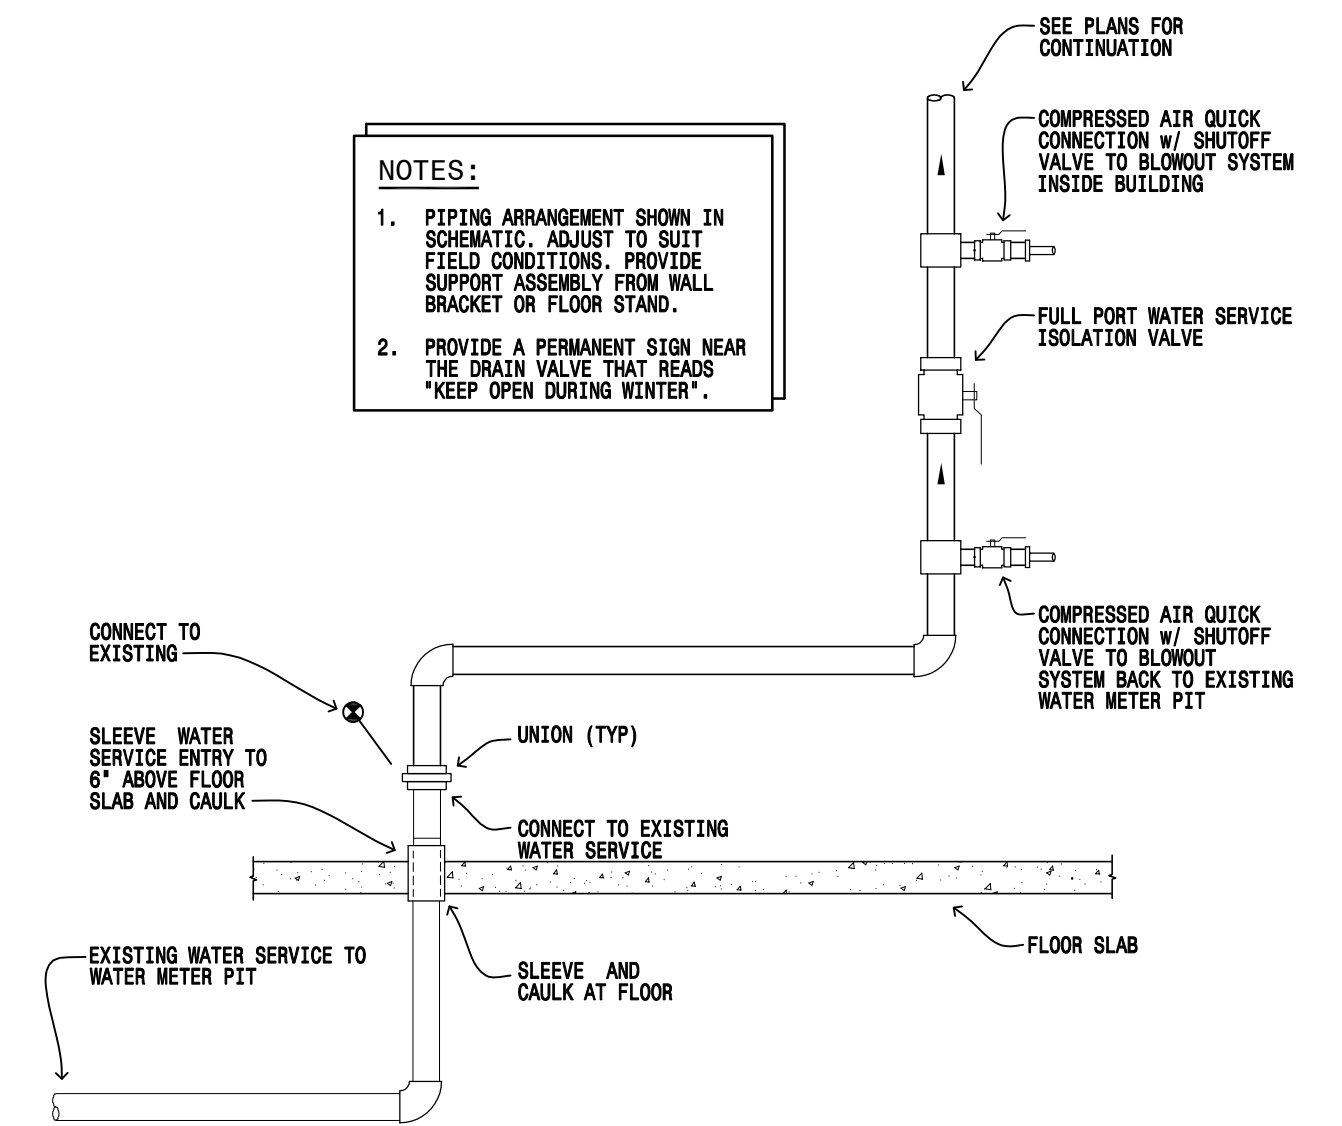 SEE PLANS FOR
CONTINUATION
COMPRESSED AIR QUICK
CONNECTION w/ SHUTOFF
VALVE TO BLOWOUT SYSTEM
INSIDE BUILDING
NOTES:
1. PIPING ARRANGEMENT SHOWN IN
SCHEMATIC. ADJUST TO SUIT
FIELD CONDITIONS. PROVIDE
SUPPORT ASSEMBLY FROM WALL
BRACKET OR FLOOR STAND.
2. PROVIDE A PERMANENT SIGN NEAR
THE DRAIN VALVE THAT READS
"KEEP OPEN DURING WINTER".
FULL PORT WATER SERVICE
ISOLATION VALVE
COMPRESSED AIR QUICK
CONNECTION w/ SHUTOFF
VALVE TO BLOWOUT
SYSTEM BACK TO EXISTING
WATER METER PIT
CONNECT TO
EXISTING
SLEEVE WATER
SERVICE ENTRY TO
6" ABOVE FLOOR
SLAB AND CAULK
UNION (TYP)
CONNECT TO EXISTING
WATER SERVICE
FLOOR SLAB
EXISTING WATER SERVICE TO
WATER METER PIT
SLEEVE AND
CAULK AT FLOOR